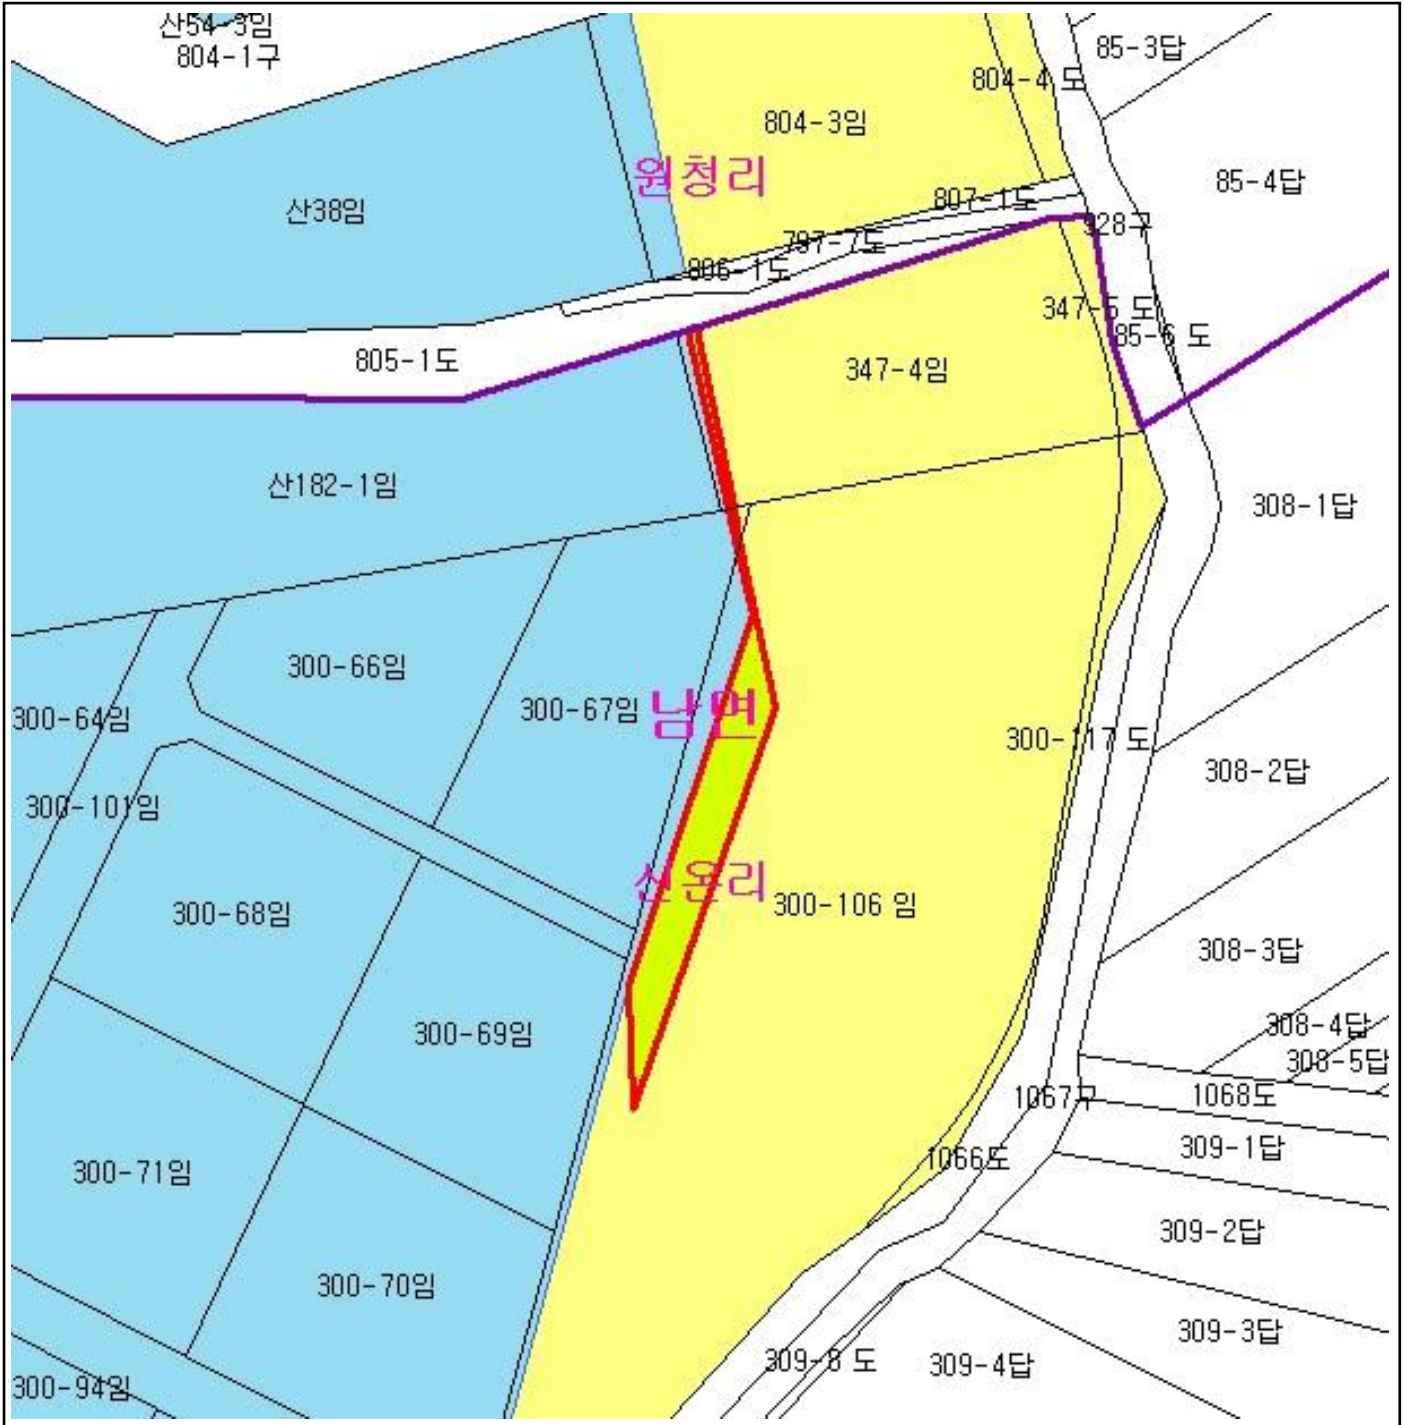 산54-3임
804-1구
85-3답
804-4 도
804-3임
원청리
85-4답
산38임
807-1도
928구
797-7도
806-1도
347-5 도
85-6 도
805-1도
347-4임
산182-1임
308-1답
300-66임
300-67임
남면
300-64임
300-117 도
308-2답
300-101임
신온리
300-106 임
300-68임
308-3답
300-69임
308-4답
308-5답
1067구
1068도
309-1답
1066도
300-71임
309-2답
300-70임
309-3답
309-8 도
309-4답
300-94임